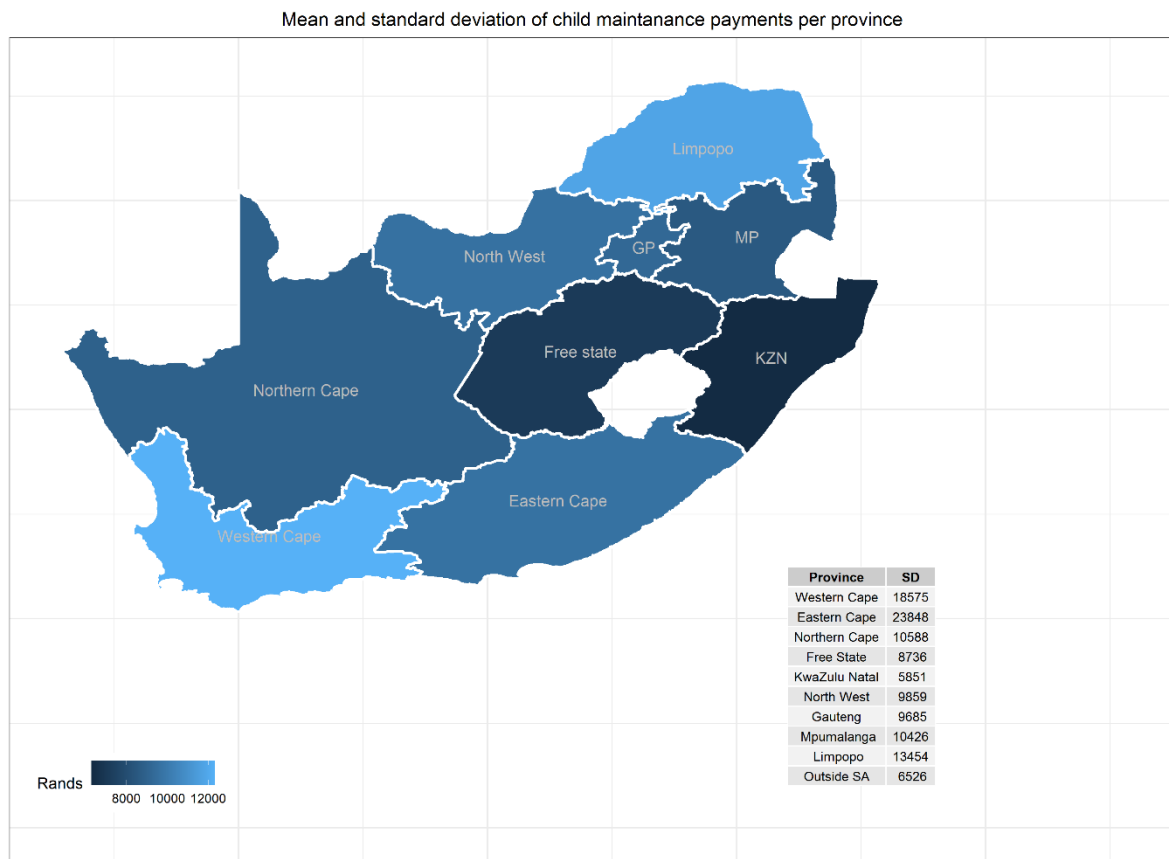 Mean and standard deviation of child maintanance payments per province
Limpopo
North West
GP
MP
Free state
KZN
Northern Cape
Eastern Cape
Western Cape
Province SD
Western Cape 18575
Eastern Cape 23848
Northern Cape 10588
Free State 8736
KwaZulu Natal 5851
North West 9859
Gauteng 9685
Mpumalanga 10426
Limpopo 13454
Outside SA 6526
Rands
8000 10000 12000